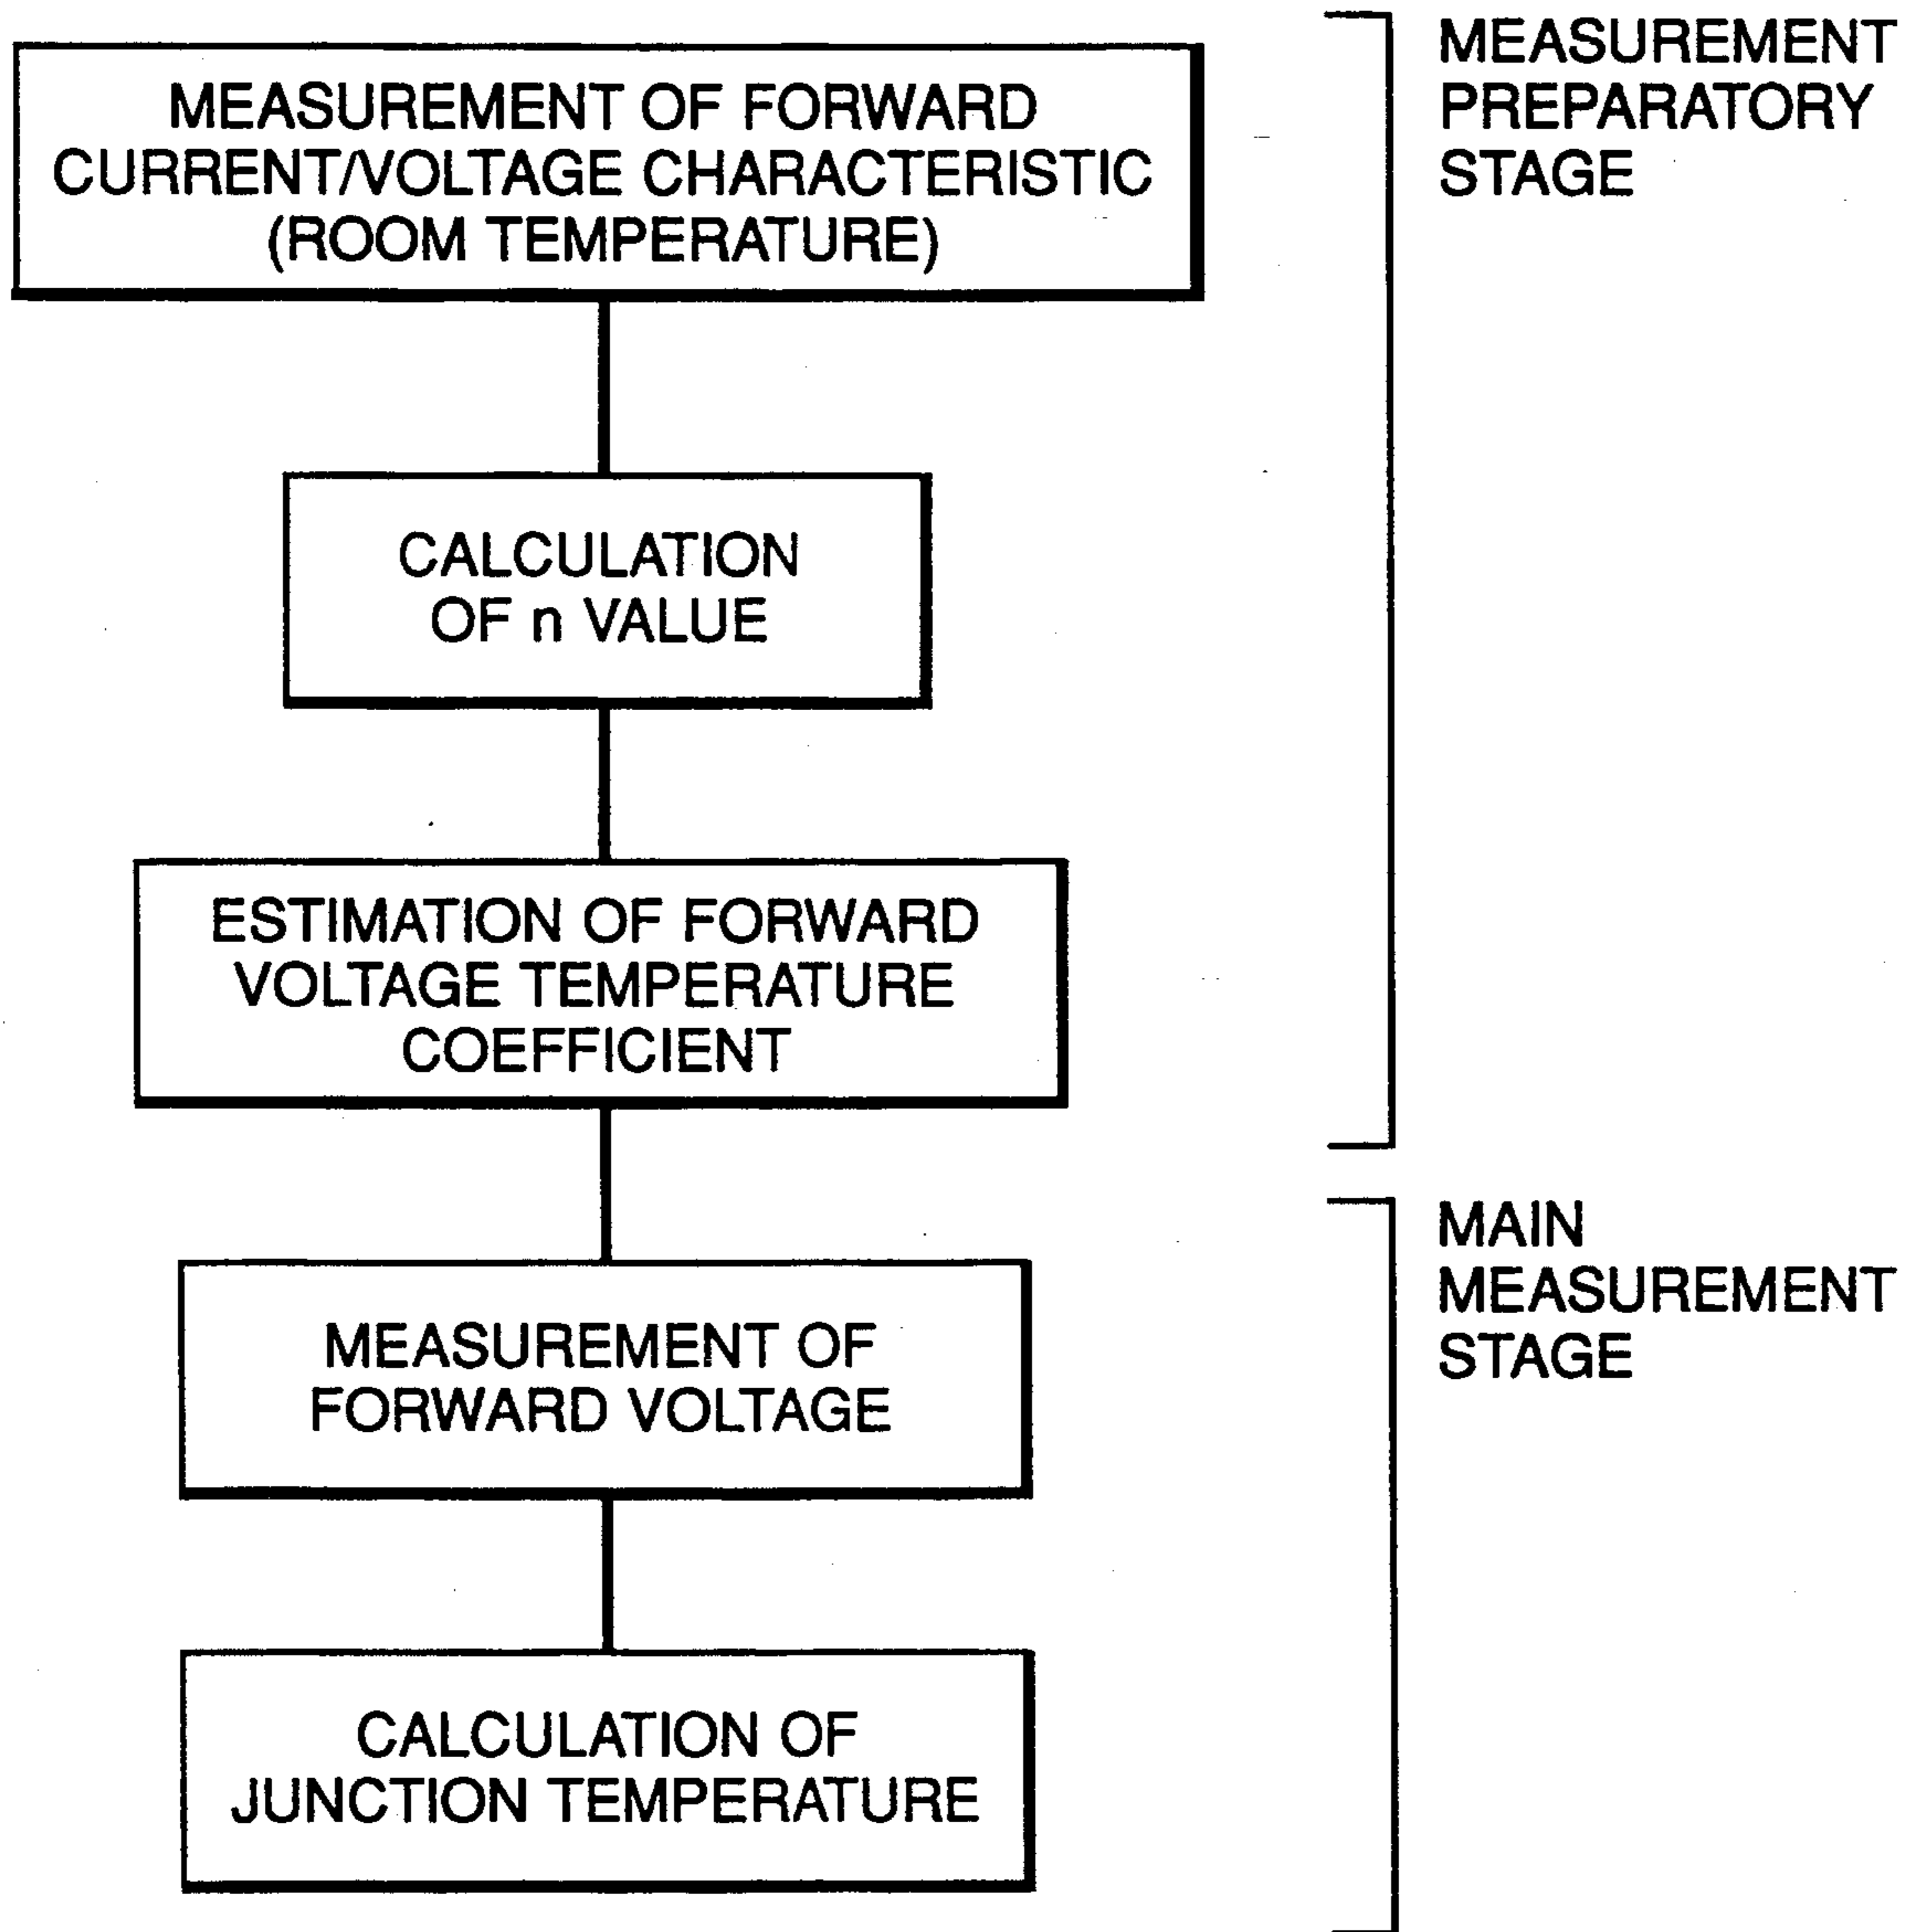 MEASUREMENT OF FORWARD
CURRENT/VOLTAGE CHARACTERISTIC
(ROOM TEMPERATURE)
CALCULATION
OF n VALUE
ESTIMATION OF FORWARD
VOLTAGE TEMPERATURE
COEFFICIENT
MEASUREMENT OF
FORWARD VOLTAGE
CALCULATION OF
JUNCTION TEMPERATURE
MEASUREMENT
PREPARATORY
STAGE
MAIN
MEASUREMENT
STAGE